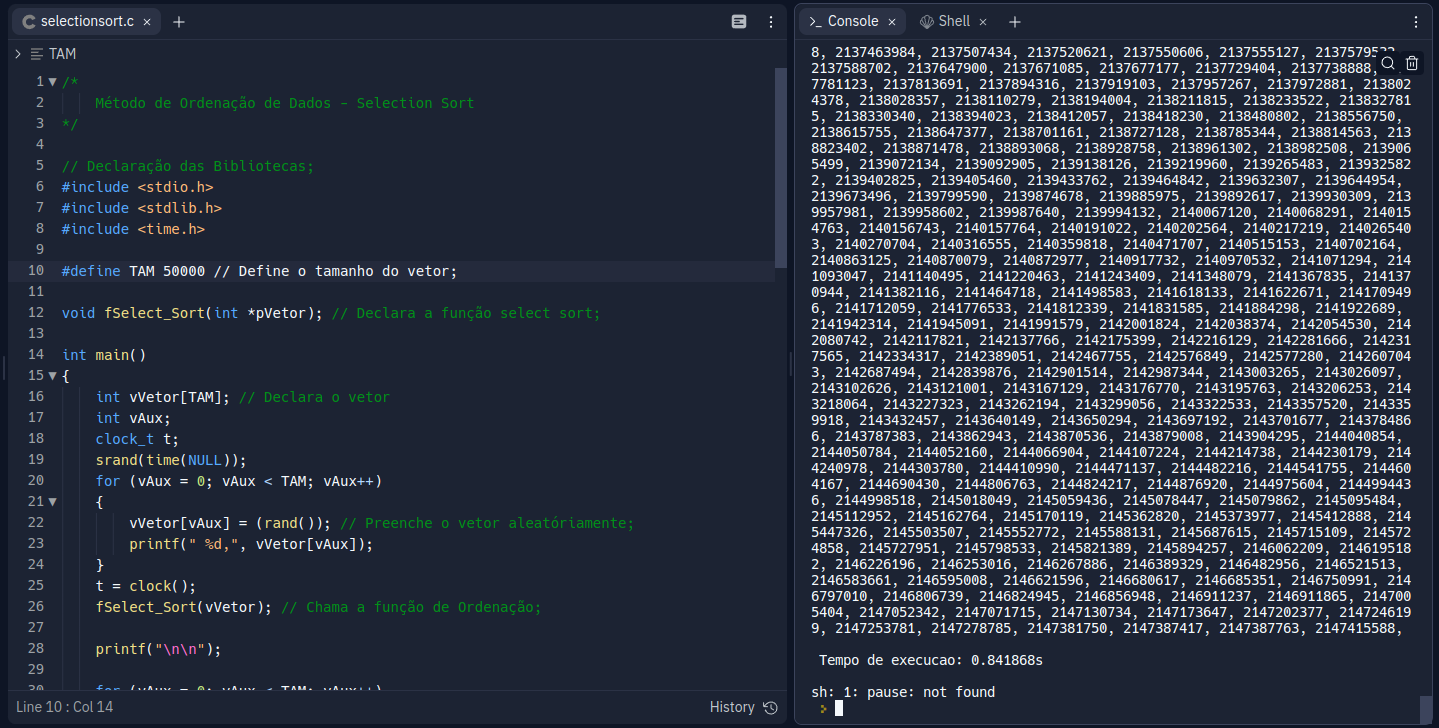 selectionsort.c
TAM
1 /*
2 Método de Ordenação de Dados - Selection Sort
3 */
4
5 // Declaração das Bibliotecas;
6 #include <stdio.h>
7 #include <stdlib.h>
8 #include <time.h>
9
10 #define TAM 50000 // Define o tamanho do vetor;
11
12 void fSelect_Sort(int *pVetor); // Declara a função select sort;
13
14 int main()
15 {
16 int vVetor[TAM]; // Declara o vetor
17 int vAux;
18 clock_t t;
19 srand(time(NULL));
20 for (vAux = 0; vAux < TAM; vAux++)
21 {
22 vVetor[vAux] = (rand()); // Preenche o vetor aleatóriamente;
23 printf(" %d,", vVetor[vAux]);
24 }
25 t = clock();
26 fSelect_Sort(vVetor); // Chama a função de Ordenação;
27
28 printf("\n\n");
29
30 for (vAux = 0; vAux < TAM; vAux++)
Line 10 : Col 14
History
Console
Shell
8, 2137463984, 2137507434, 2137520621, 2137550606, 2137555127, 2137579532,
2137588702, 2137647900, 2137671085, 2137677177, 2137729404, 2137738888,
7781123, 2137813691, 2137894316, 2137919103, 2137957267, 2137972881, 213802
4378, 2138028357, 2138110279, 2138194004, 2138211815, 2138233522, 213832781
5, 2138330340, 2138394023, 2138412057, 2138418230, 2138480802, 2138556750,
2138615755, 2138647377, 2138701161, 2138727128, 2138785344, 2138814563, 213
8823402, 2138871478, 2138893068, 2138928758, 2138961302, 2138982508, 213906
5499, 2139072134, 2139092905, 2139138126, 2139219960, 2139265483, 213932582
2, 2139402825, 2139405460, 2139433762, 2139464842, 2139632307, 2139644954,
2139673496, 2139799590, 2139874678, 2139885975, 2139892617, 2139930309, 213
9957981, 2139958602, 2139987640, 2139994132, 2140067120, 2140068291, 214015
4763, 2140156743, 2140157764, 2140191022, 2140202564, 2140217219, 214026540
3, 2140270704, 2140316555, 2140359818, 2140471707, 2140515153, 2140702164,
2140863125, 2140870079, 2140872977, 2140917732, 2140970532, 2141071294, 214
1093047, 2141140495, 2141220463, 2141243409, 2141348079, 2141367835, 214137
0944, 2141382116, 2141464718, 2141498583, 2141618133, 2141622671, 214170949
6, 2141712059, 2141776533, 2141812339, 2141831585, 2141884298, 2141922689,
2141942314, 2141945091, 2141991579, 2142001824, 2142038374, 2142054530, 214
2080742, 2142117821, 2142137766, 2142175399, 2142216129, 2142281666, 214231
7565, 2142334317, 2142389051, 2142467755, 2142576849, 2142577280, 214260704
3, 2142687494, 2142839876, 2142901514, 2142987344, 2143003265, 2143026097,
2143102626, 2143121001, 2143167129, 2143176770, 2143195763, 2143206253, 214
3218064, 2143227323, 2143262194, 2143299056, 2143322533, 2143357520, 214335
9918, 2143432457, 2143640149, 2143650294, 2143697192, 2143701677, 214378486
6, 2143787383, 2143862943, 2143870536, 2143879008, 2143904295, 2144040854,
2144050784, 2144052160, 2144066904, 2144107224, 2144214738, 2144230179, 214
4240978, 2144303780, 2144410990, 2144471137, 2144482216, 2144541755, 214460
4167, 2144690430, 2144806763, 2144824217, 2144876920, 2144975604, 214499443
6, 2144998518, 2145018049, 2145059436, 2145078447, 2145079862, 2145095484,
2145112952, 2145162764, 2145170119, 2145362820, 2145373977, 2145412888, 214
5447326, 2145503507, 2145552772, 2145588131, 2145687615, 2145715109, 214572
4858, 2145727951, 2145798533, 2145821389, 2145894257, 2146062209, 214619518
2, 2146226196, 2146253016, 2146267886, 2146389329, 2146482956, 2146521513,
2146583661, 2146595008, 2146621596, 2146680617, 2146685351, 2146750991, 214
6797010, 2146806739, 2146824945, 2146856948, 2146911237, 2146911865, 214700
5404, 2147052342, 2147071715, 2147130734, 2147173647, 2147202377, 214724619
9, 2147253781, 2147278785, 2147381750, 2147387417, 2147387763, 2147415588,
Tempo de execucao: 0.841868s
sh: 1: pause: not found